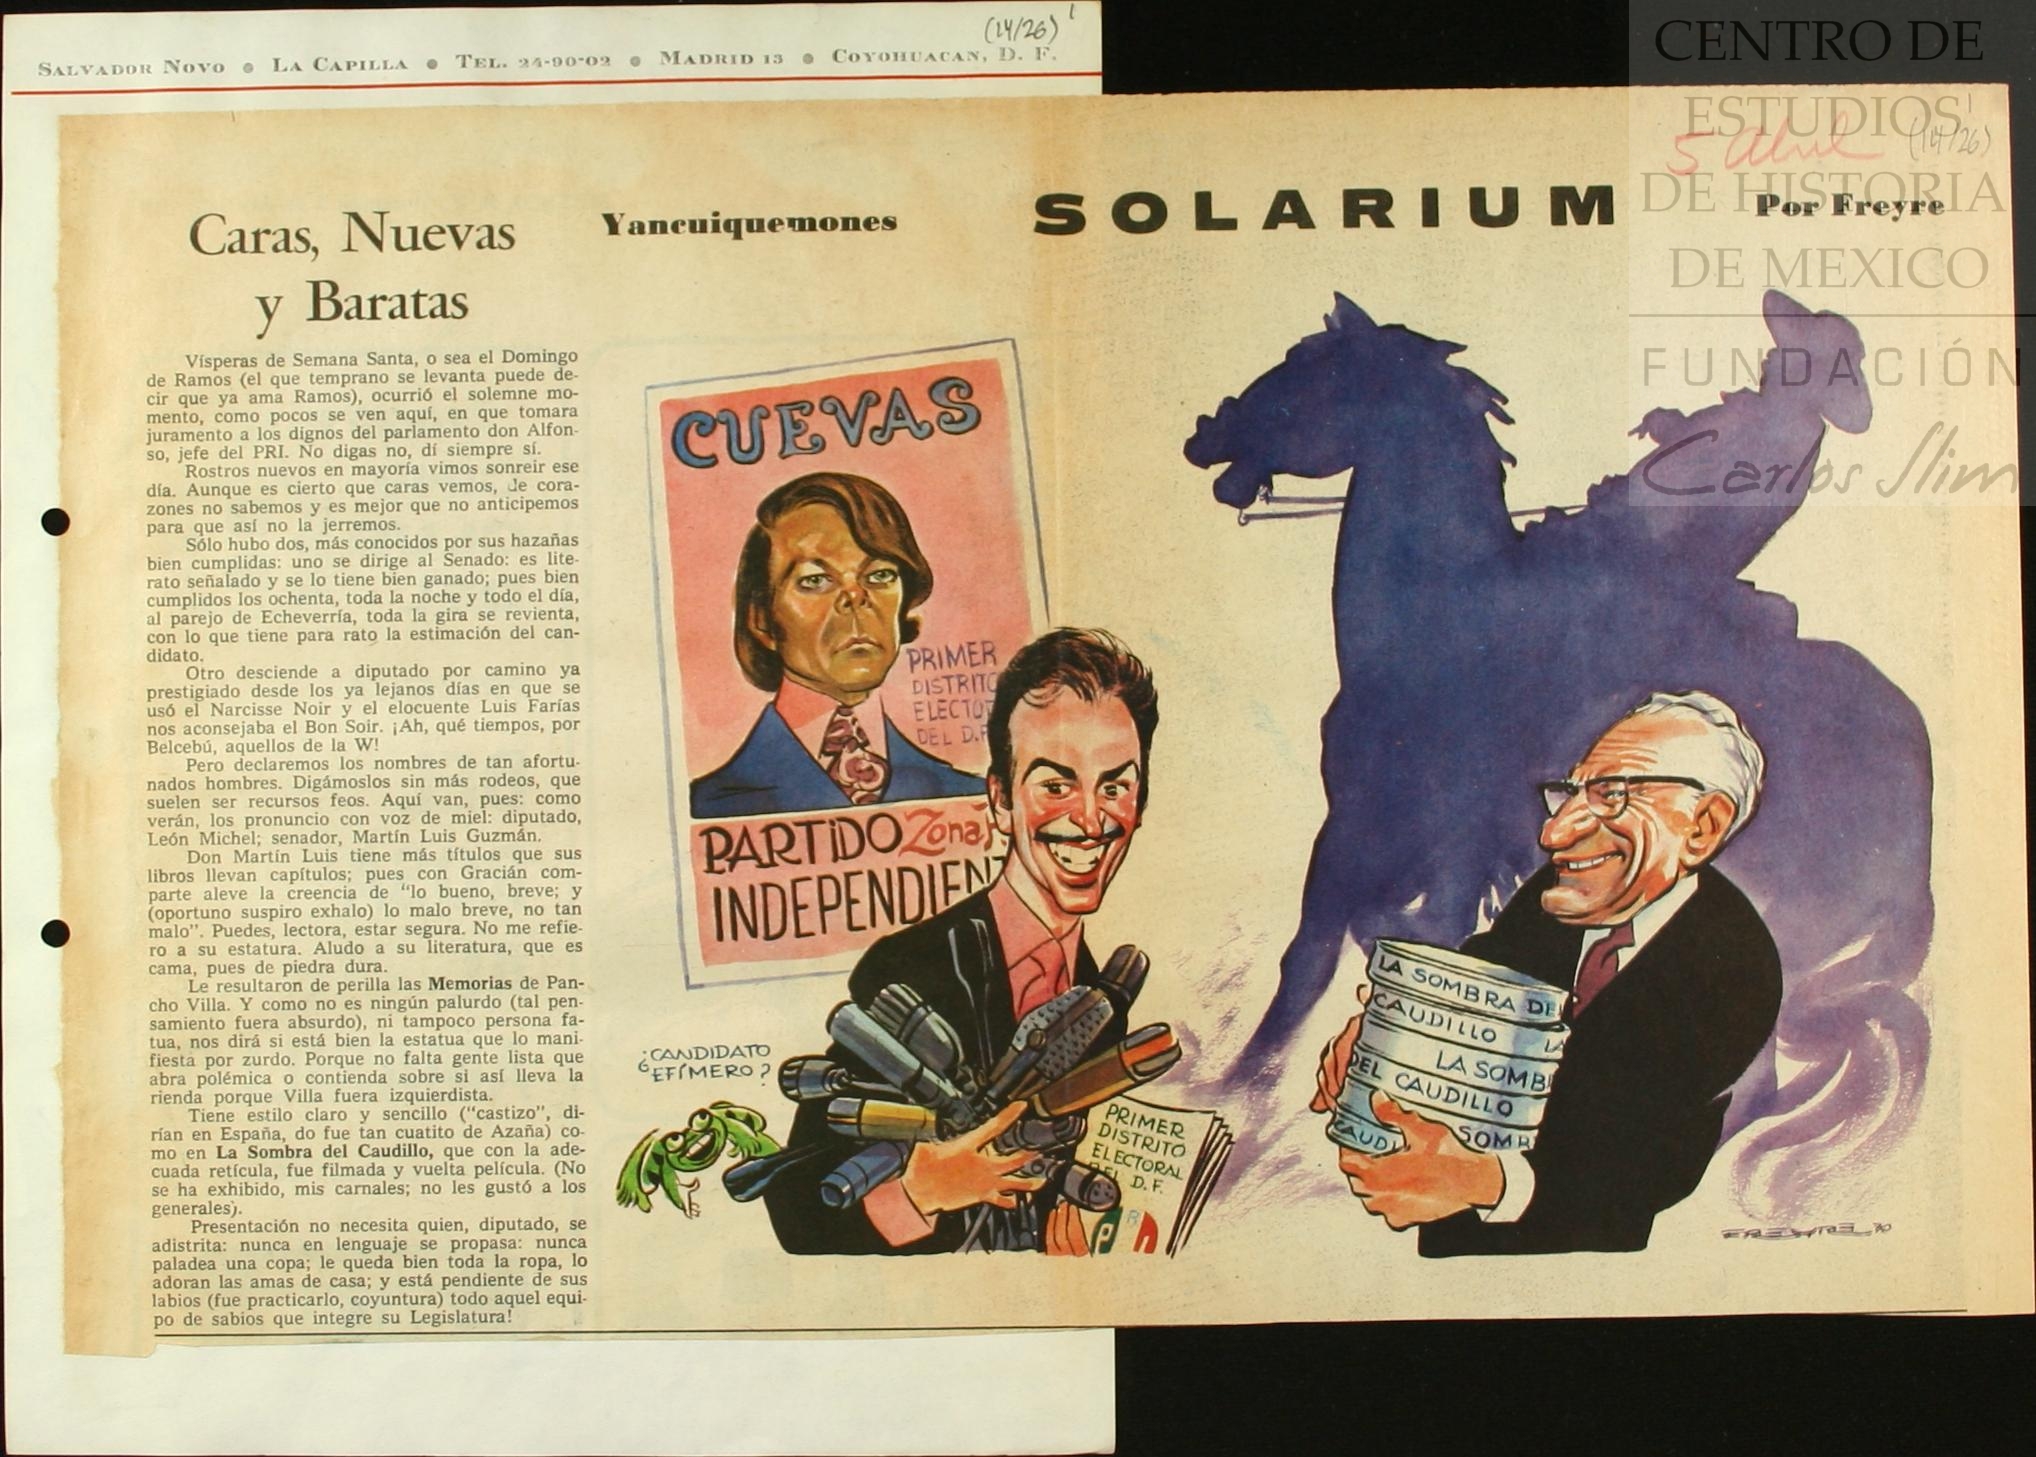 (14/26) 1
SALVADOR NOVO ● LA CAPILLA ● TEL. 24-90-02 ● MADRID 13 ● COYOHUACAN, D. F.
CENTRO DE
ESTUDIOS
DE HISTORIA
DE MEXICO
FUNDACIÓN
Carlos Slim
5 Abril (14/26) 1
Caras, Nuevas
y Baratas
Yancuiquemones
SOLARIUM
Por Freyre
Vísperas de Semana Santa, o sea el Domingo
de Ramos (el que temprano se levanta puede de-
cir que ya ama Ramos), ocurrió el solemne mo-
mento, como pocos se ven aquí, en que tomara
juramento a los dignos del parlamento don Alfon-
so, jefe del PRI. No digas no, dí siempre sí.
Rostros nuevos en mayoría vimos sonreir ese
día. Aunque es cierto que caras vemos, de cora-
zones no sabemos y es mejor que no anticipemos
para que así no la jerremos.
Sólo hubo dos, más conocidos por sus hazañas
bien cumplidas: uno se dirige al Senado: es lite-
rato señalado y se lo tiene bien ganado; pues bien
cumplidos los ochenta, toda la noche y todo el día,
al parejo de Echeverría, toda la gira se revienta,
con lo que tiene para rato la estimación del can-
didato.
Otro desciende a diputado por camino ya
prestigiado desde los ya lejanos días en que se
usó el Narcisse Noir y el elocuente Luis Farías
nos aconsejaba el Bon Soir. ¡Ah, qué tiempos, por
Belcebú, aquellos de la W!
Pero declaremos los nombres de tan afortu-
nados hombres. Digámoslos sin más rodeos, que
suelen ser recursos feos. Aquí van, pues: como
verán, los pronuncio con voz de miel: diputado,
León Michel; senador, Martín Luis Guzmán.
Don Martín Luis tiene más títulos que sus
libros llevan capítulos; pues con Gracián com-
parte aleve la creencia de "lo bueno, breve; y
(oportuno suspiro exhalo) lo malo breve, no tan
malo". Puedes, lectora, estar segura. No me refie-
ro a su estatura. Aludo a su literatura, que es
cama, pues de piedra dura.
Le resultaron de perilla las Memorias de Pan-
cho Villa. Y como no es ningún palurdo (tal pen-
samiento fuera absurdo), ni tampoco persona fa-
tua, nos dirá si está bien la estatua que lo mani-
fiesta por zurdo. Porque no falta gente lista que
abra polémica o contienda sobre si así lleva la
rienda porque Villa fuera izquierdista.
Tiene estilo claro y sencillo ("castizo", di-
rían en España, do fue tan cuatito de Azaña) co-
mo en La Sombra del Caudillo, que con la ade-
cuada retícula, fue filmada y vuelta película. (No
se ha exhibido, mis carnales; no les gustó a los
generales).
Presentación no necesita quien, diputado, se
adistrita: nunca en lenguaje se propasa: nunca
paladea una copa; le queda bien toda la ropa, lo
adoran las amas de casa; y está pendiente de sus
labios (fue practicarlo, coyuntura) todo aquel equi-
po de sabios que integre su Legislatura!
CUEVAS
PRIMER
DISTRITO
ELECTOR
DEL D.F
PARTIDO Zona
INDEPENDIENT
¿CANDIDATO
EFÍMERO?
PRIMER
DISTRITO
ELECTORAL
DEL
D. F.
LA SOMBRA DEL
CAUDILLO LA
LA SOMB
DEL CAUDILLO
CAUDI SOMBR
FREYRE 70